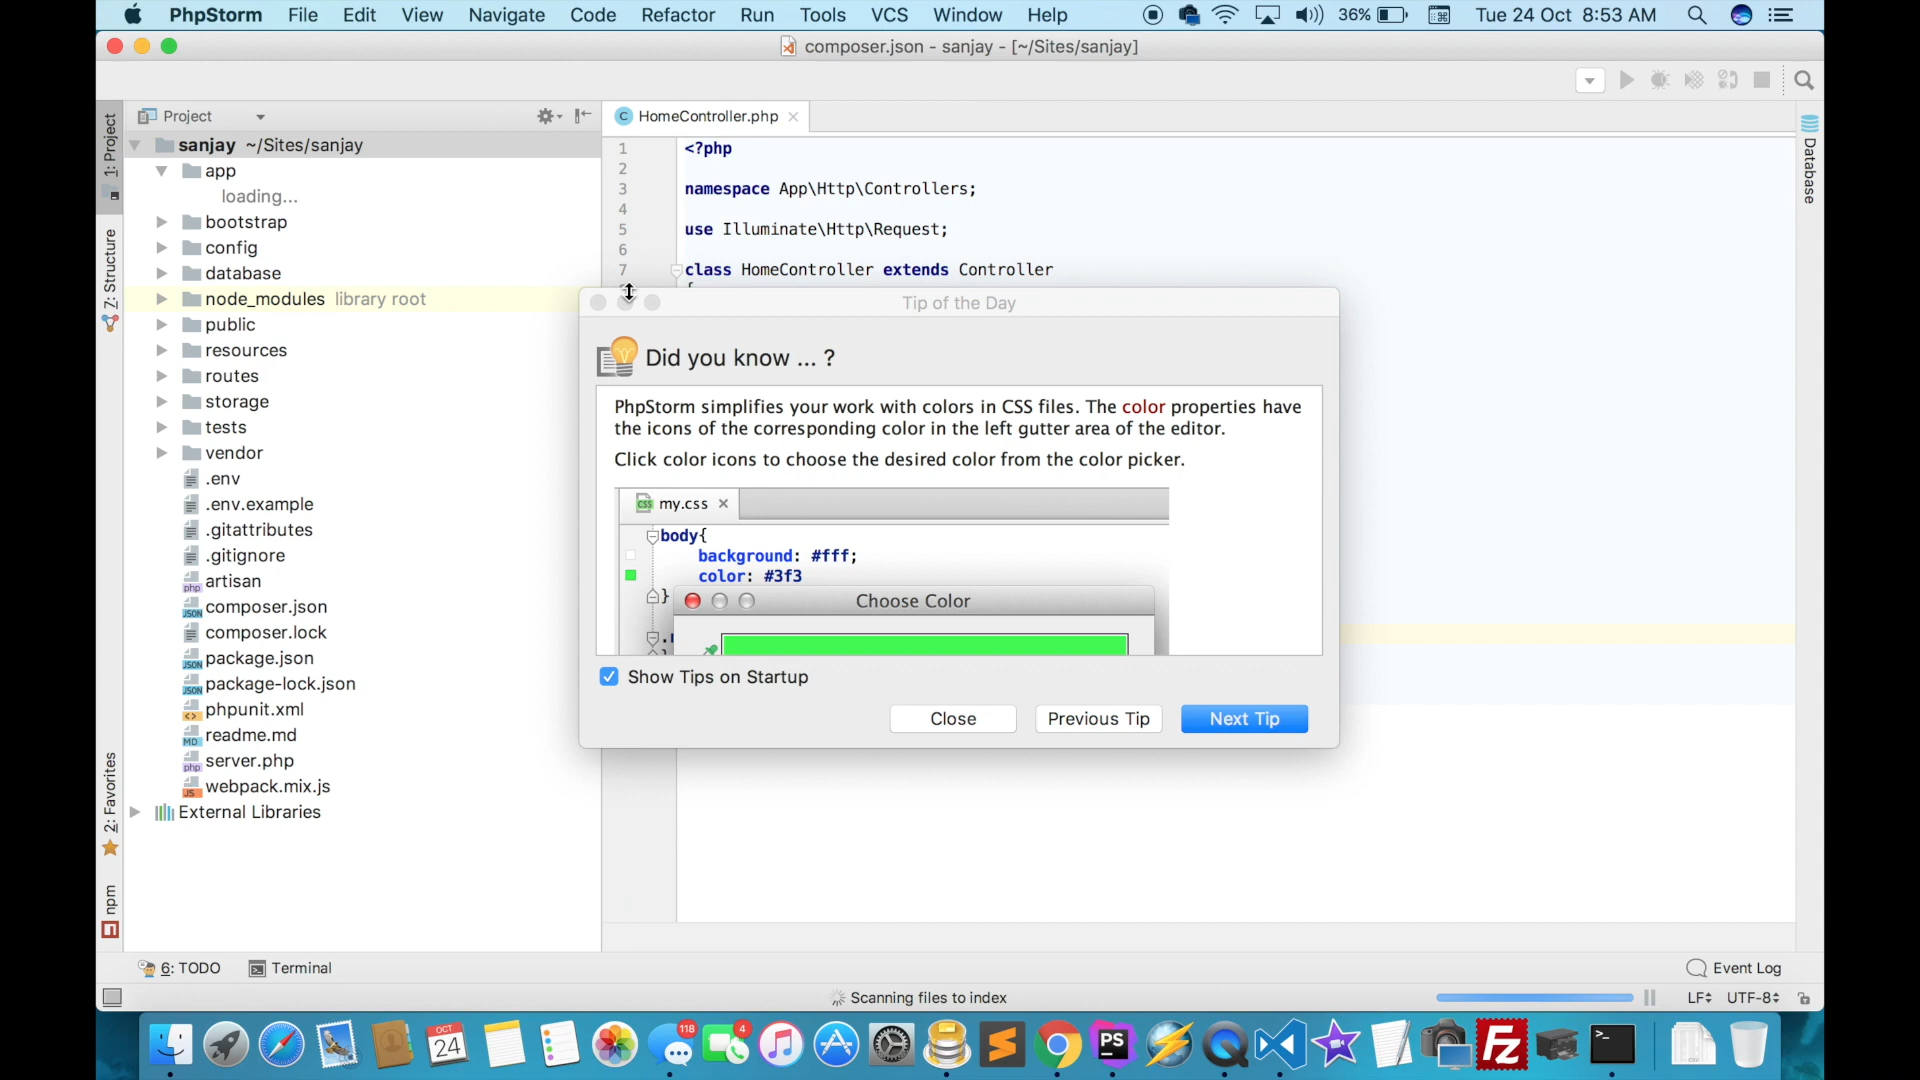 PhpStorm File Edit View Navigate Code Refactor Run Tools VCS Window Help 36% Tue 24 Oct 8:53 AM
composer.json - sanjay - [~/Sites/sanjay]
Project
HomeController.php
1: Project
Z: Structure
2: Favorites
npm
sanjay ~/Sites/sanjay
app
loading...
bootstrap
config
database
node_modules library root
public
resources
routes
storage
tests
vendor
.env
.env.example
.gitattributes
.gitignore
artisan
composer.json
composer.lock
package.json
package-lock.json
phpunit.xml
readme.md
server.php
webpack.mix.js
External Libraries
1 <?php
2
3 namespace App\Http\Controllers;
4
5 use Illuminate\Http\Request;
6
7 class HomeController extends Controller
{
Database
Tip of the Day
Did you know ... ?
PhpStorm simplifies your work with colors in CSS files. The color properties have
the icons of the corresponding color in the left gutter area of the editor.
Click color icons to choose the desired color from the color picker.
my.css
body{
background: #fff;
color: #3f3
}
Choose Color
Show Tips on Startup
Close Previous Tip Next Tip
6: TODO Terminal Event Log
Scanning files to index LF UTF-8
OCT
24
118
4
PS
FZ
>_